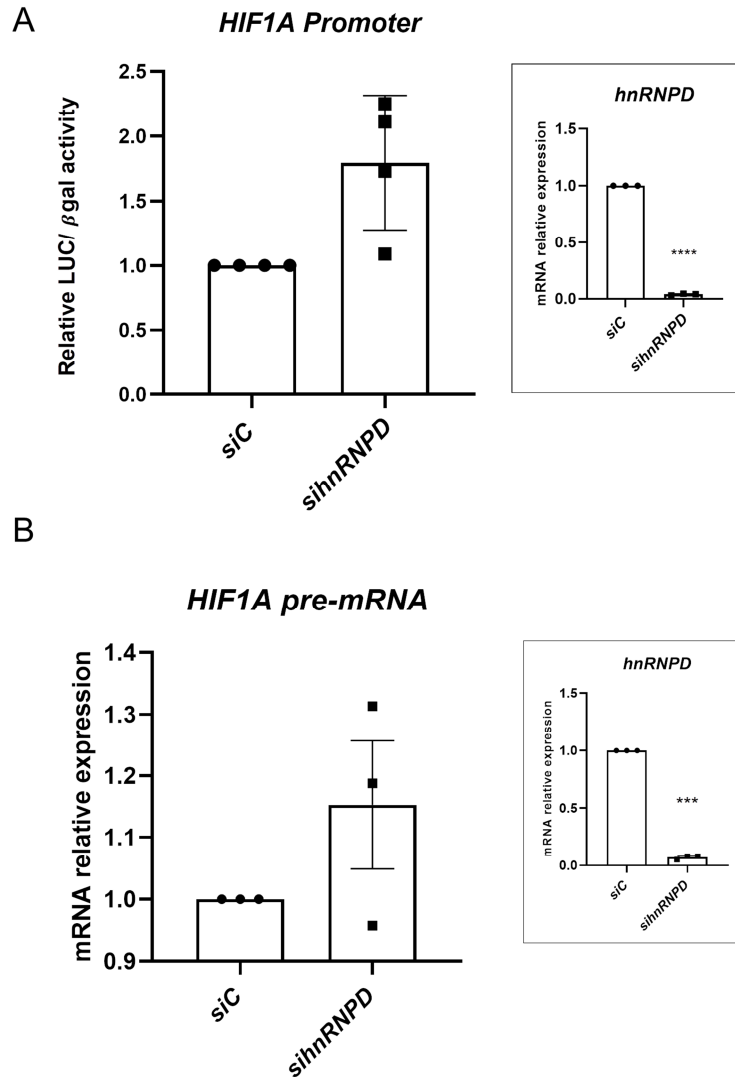 A
HIF1A Promoter
Relative LUC/ βgal activity
2.5
2.0
1.5
1.0
0.5
0.0
siC
sihnRNPD
hnRNPD
mRNA relative expression
1.5
1.0
0.5
0.0
****
siC
sihnRNPD
B
HIF1A pre-mRNA
mRNA relative expression
1.4
1.3
1.2
1.1
1.0
0.9
siC
sihnRNPD
hnRNPD
mRNA relative expression
1.5
1.0
0.5
0.0
***
siC
sihnRNPD